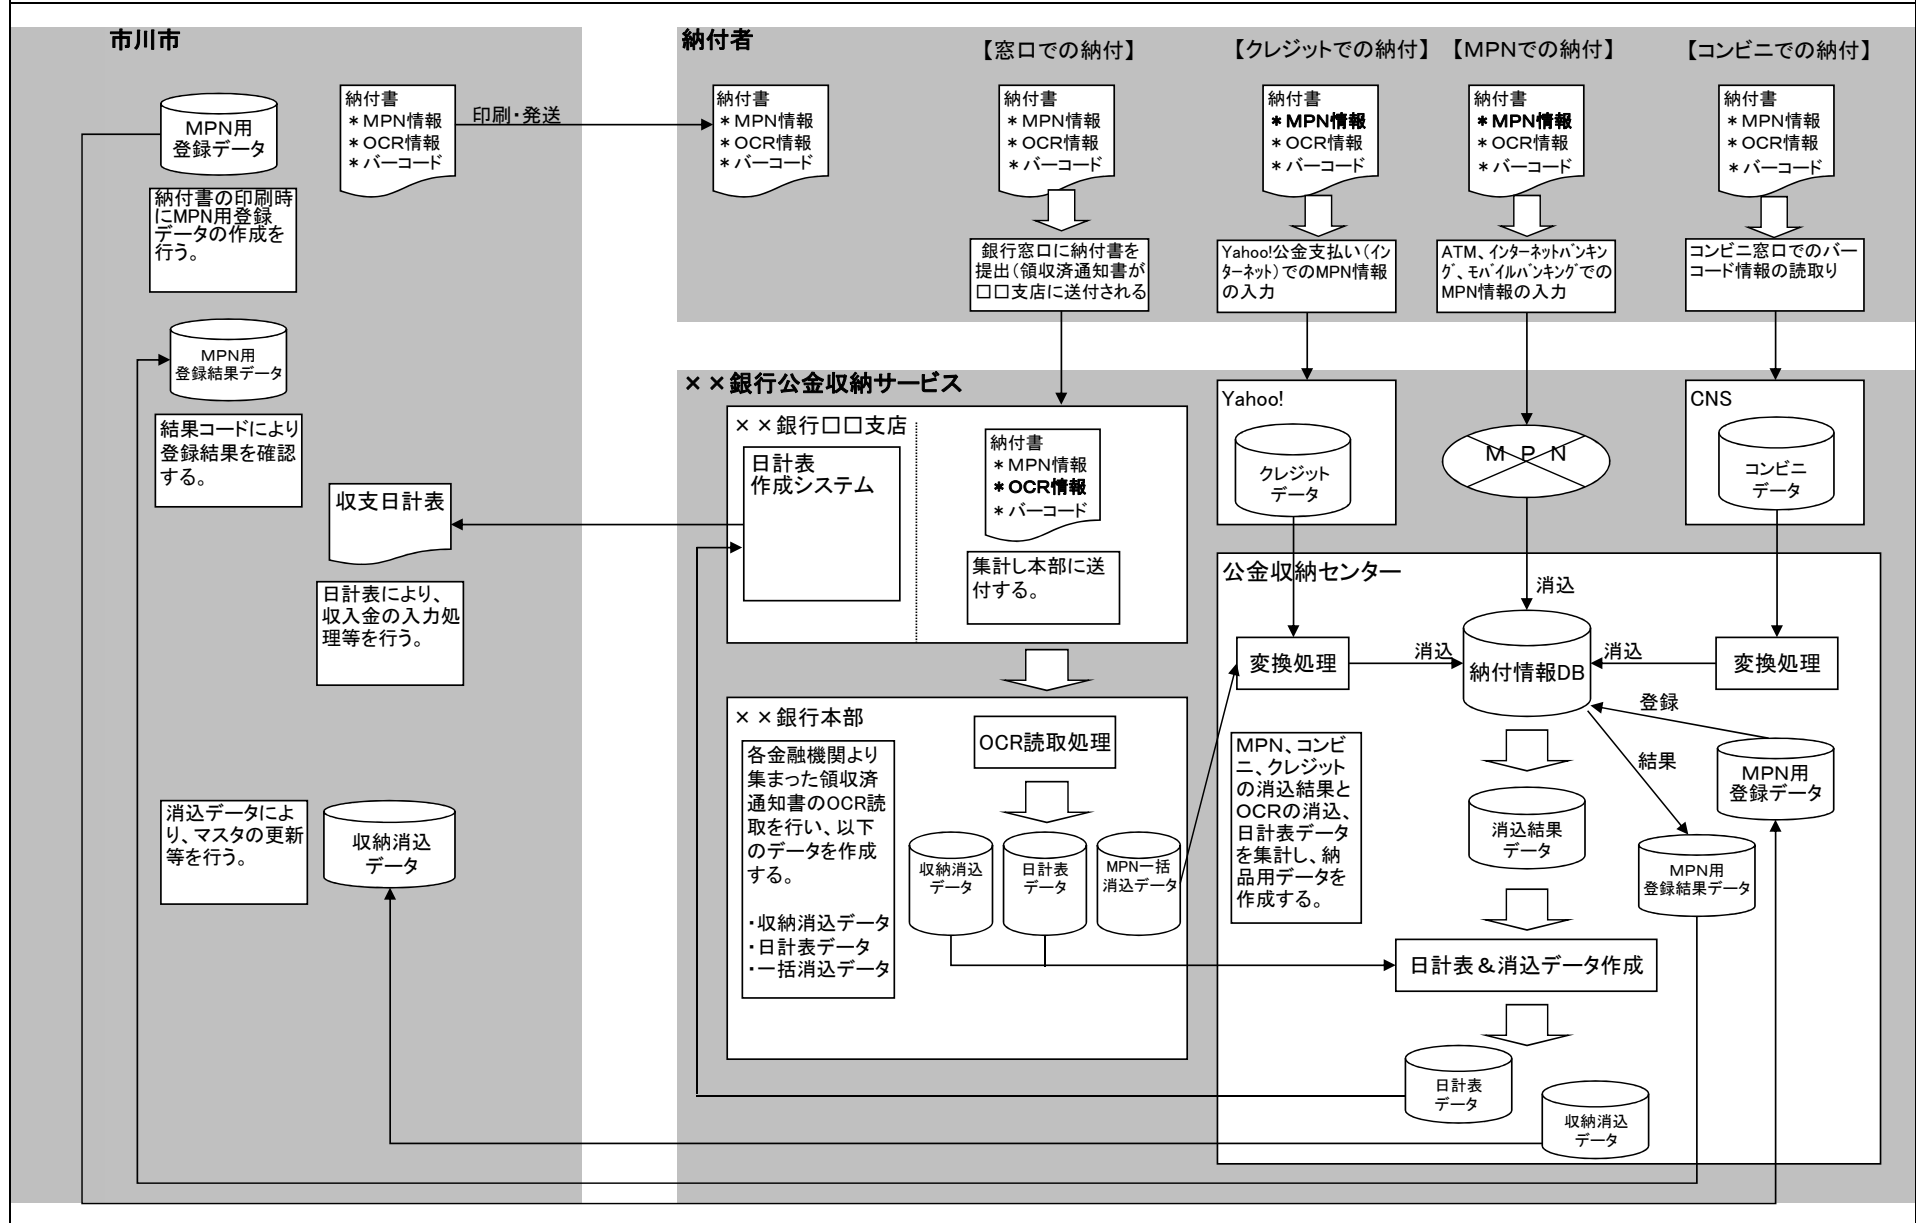 市川市
納付者
【窓口での納付】
【クレジットでの納付】
【MPNでの納付】
【コンビニでの納付】
MPN用
登録データ
納付書
*MPN情報
*OCR情報
*バーコード
印刷・発送
納付書
*MPN情報
*OCR情報
*バーコード
納付書
*MPN情報
*OCR情報
*バーコード
納付書
*MPN情報
*OCR情報
*バーコード
納付書
*MPN情報
*OCR情報
*バーコード
納付書
*MPN情報
*OCR情報
*バーコード
納付書の印刷時
にMPN用登録
データの作成を
行う。
銀行窓口に納付書を
提出(領収済通知書が
□□支店に送付される
Yahoo!公金支払い(イン
ターネット)でのMPN情報
の入力
ATM、インターネットバンキン
グ、モバイルバンキングでの
MPN情報の入力
コンビニ窓口でのバー
コード情報の読取り
MPN用
登録結果データ
結果コードにより
登録結果を確認
する。
××銀行公金収納サービス
××銀行□□支店
日計表
作成システム
納付書
*MPN情報
*OCR情報
*バーコード
集計し本部に送
付する。
Yahoo!
クレジット
データ
MPN
CNS
コンビニ
データ
収支日計表
日計表により、
収入金の入力処
理等を行う。
公金収納センター
消込
変換処理
消込
納付情報DB
消込
変換処理
登録
結果
MPN用
登録データ
MPN用
登録結果データ
××銀行本部
各金融機関より
集まった領収済
通知書のOCR読
取を行い、以下
のデータを作成
する。
・収納消込データ
・日計表データ
・一括消込データ
OCR読取処理
収納消込
データ
日計表
データ
MPN一括
消込データ
MPN、コンビ
ニ、クレジット
の消込結果と
OCRの消込、
日計表データ
を集計し、納
品用データを
作成する。
消込結果
データ
日計表&消込データ作成
日計表
データ
収納消込
データ
消込データによ
り、マスタの更新
等を行う。
収納消込
データ